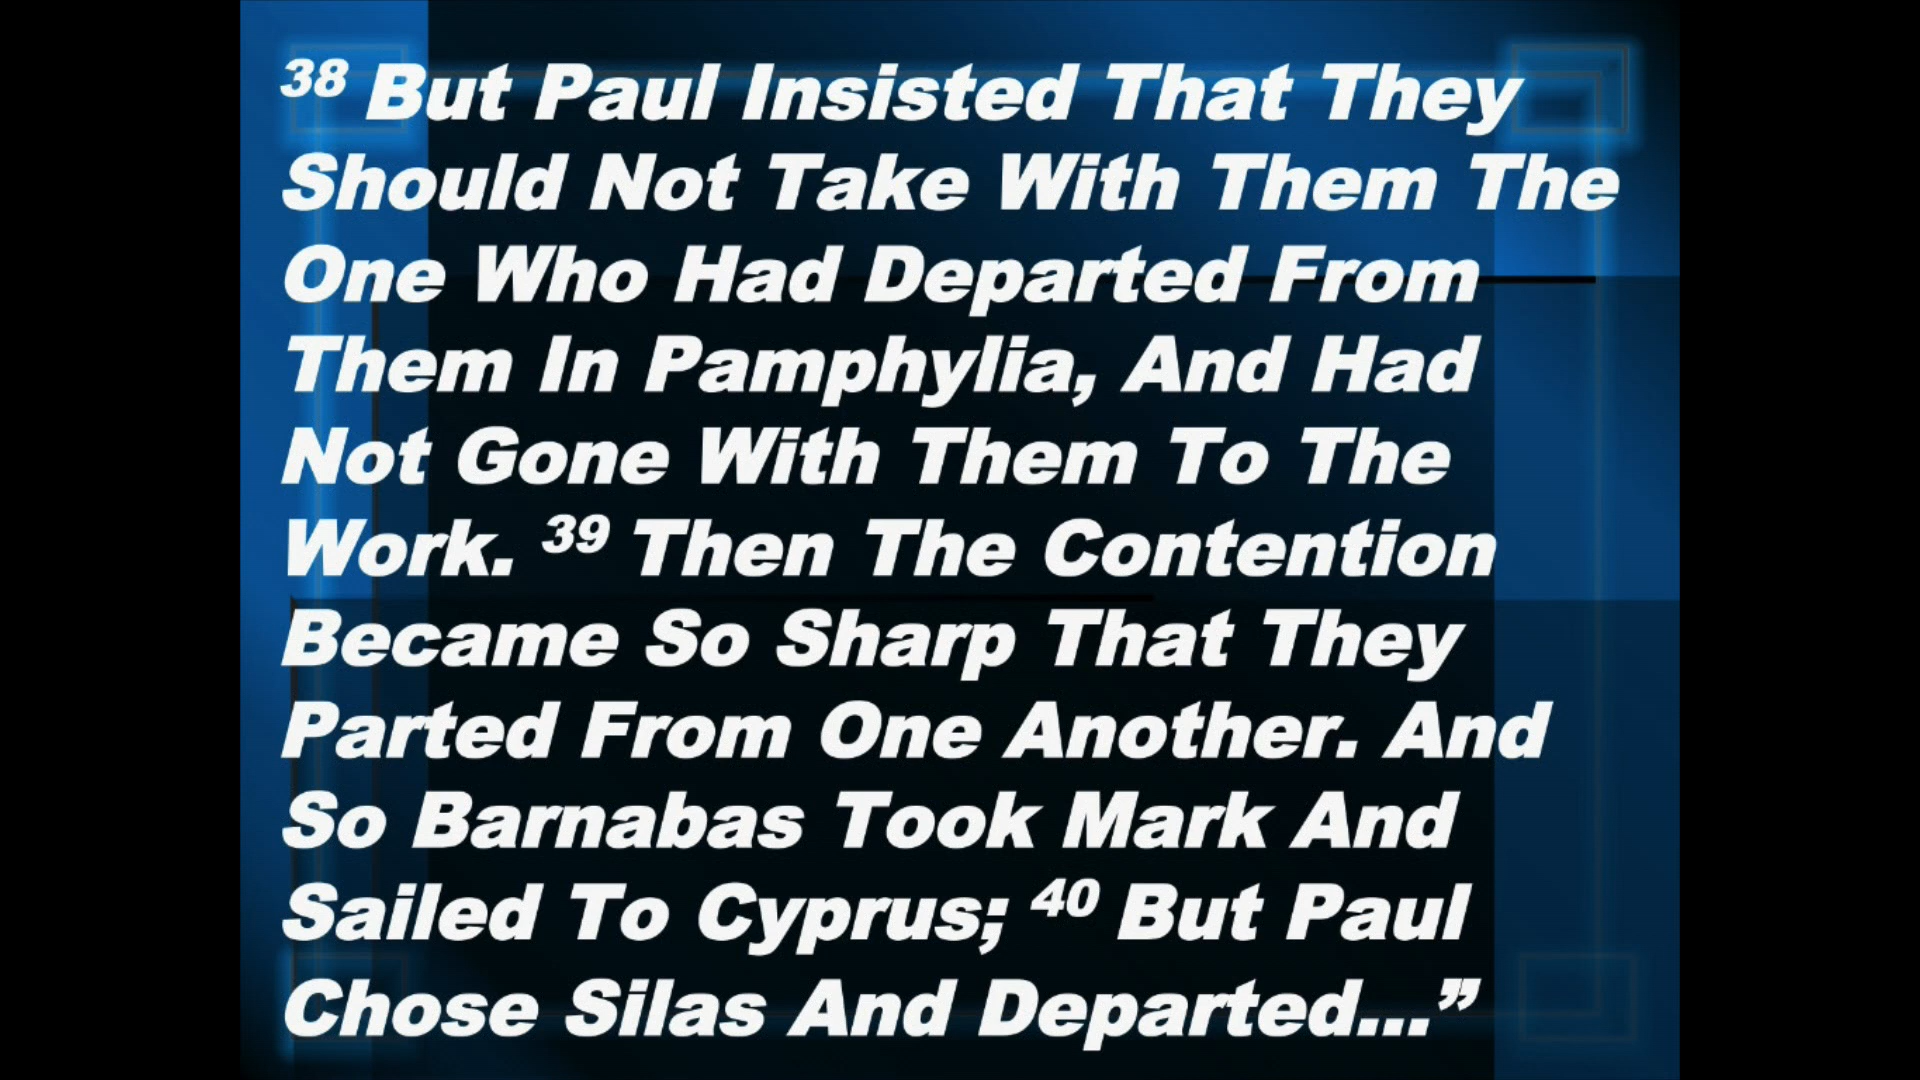 38 But Paul Insisted That They
Should Not Take With Them The
One Who Had Departed From
Them In Pamphylia, And Had
Not Gone With Them To The
Work. 39 Then The Contention
Became So Sharp That They
Parted From One Another. And
So Barnabas Took Mark And
Sailed To Cyprus; 40 But Paul
Chose Silas And Departed...”